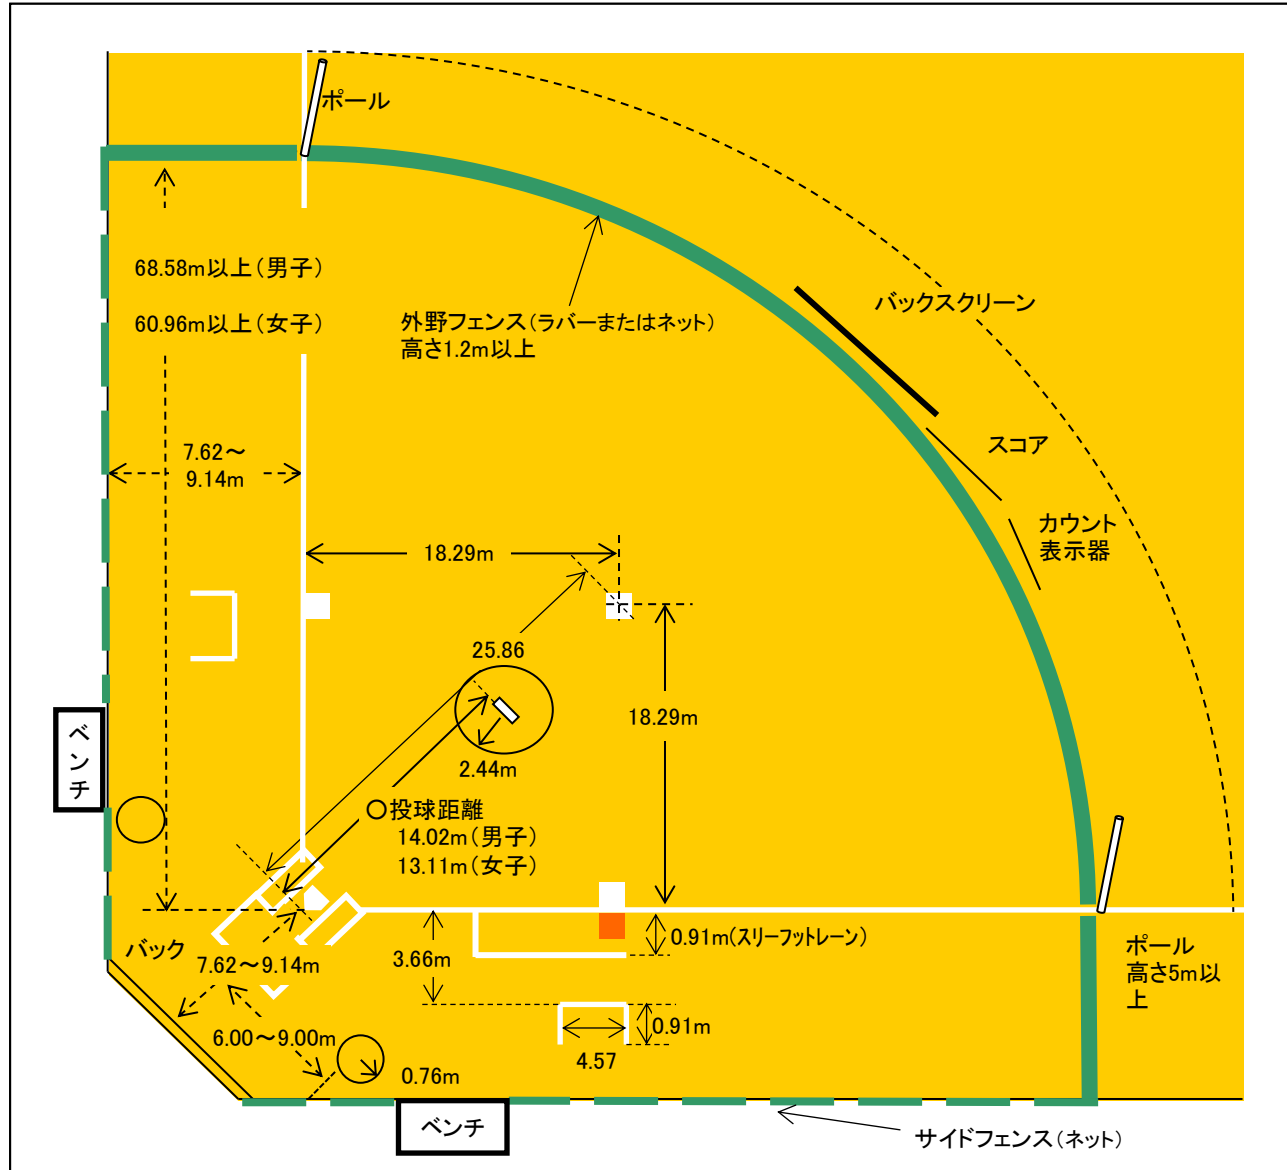 ポール
68.58m以上（男子）
60.96m以上（女子）
バックスクリーン
外野フェンス（ラバーまたはネット）
高さ1.2m以上
スコア
7.62～
9.14m
カウント
表示器
18.29m
25.86
18.29m
ベンチ
2.44m
〇投球距離
14.02m（男子）
13.11m（女子）
バック
7.62～9.14m
3.66m
0.91m(スリーフットレーン)
ポール
高さ5m以
上
6.00～9.00m
0.91m
4.57
0.76m
ベンチ
サイドフェンス（ネット）